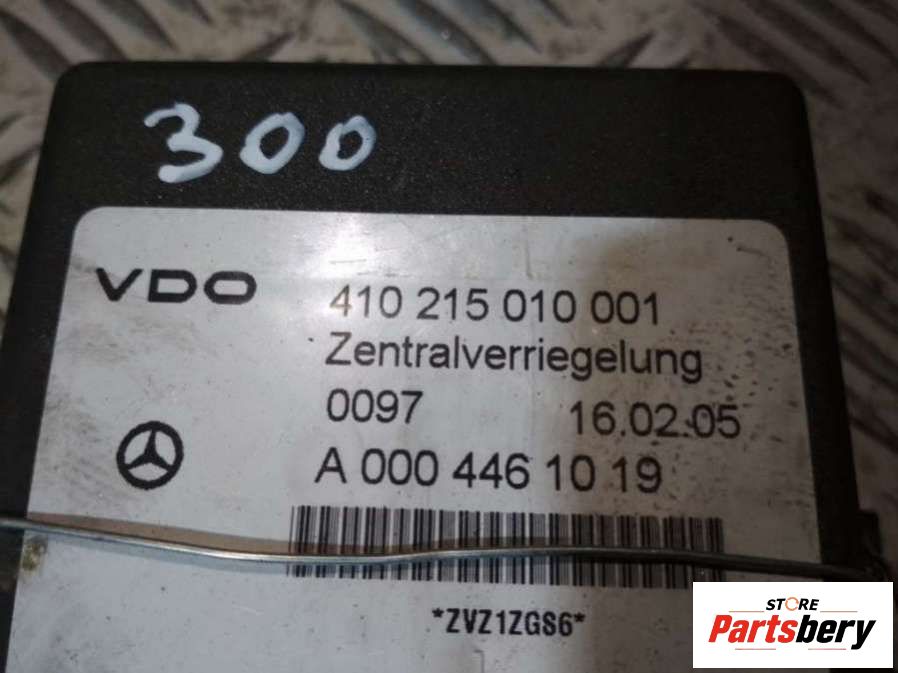 300
VDO
410 215 010 001
Zentralverriegelung
0097 16.02.05
A 000 446 10 19
*ZVZ1ZGS6*
STORE
Partsbery